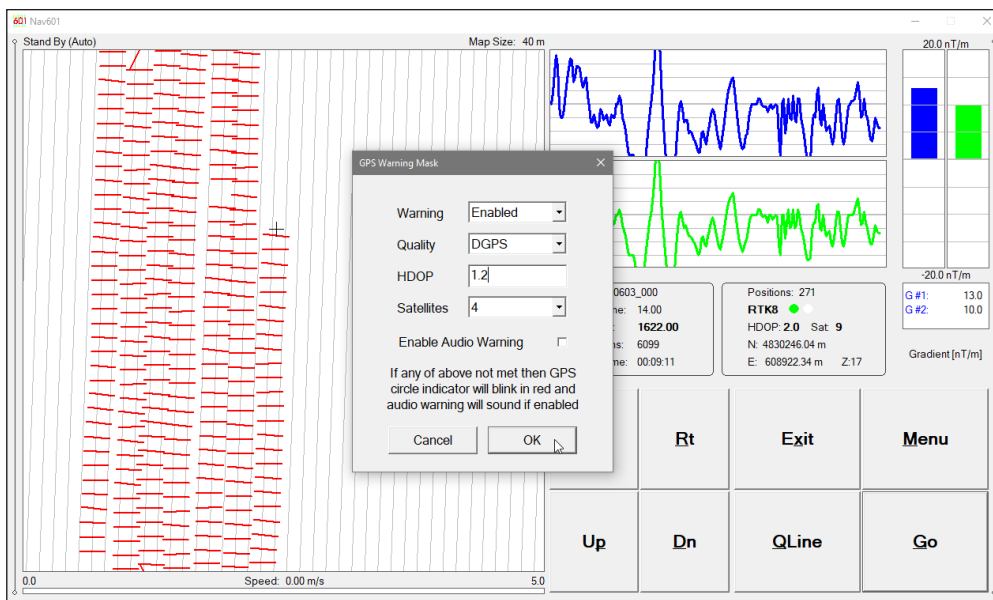 601 Nav601
Stand By (Auto)
Map Size: 40 m
20.0 nT/m
GPS Warning Mask
Warning Enabled
Quality DGPS
HDOP 1.2
Satellites 4
Enable Audio Warning
If any of above not met then GPS
circle indicator will blink in red and
audio warning will sound if enabled
Cancel OK
-20.0 nT/m
0603_000
14.00
1622.00
6099
00:09:11
Positions: 271
RTK8
HDOP: 2.0 Sat 9
N: 4830246.04 m
E: 608922.34 m Z:17
G #1: 13.0
G #2: 10.0
Gradient [nT/m]
Rt Exit Menu
Up Dn QLine Go
0.0 Speed: 0.00 m/s 5.0